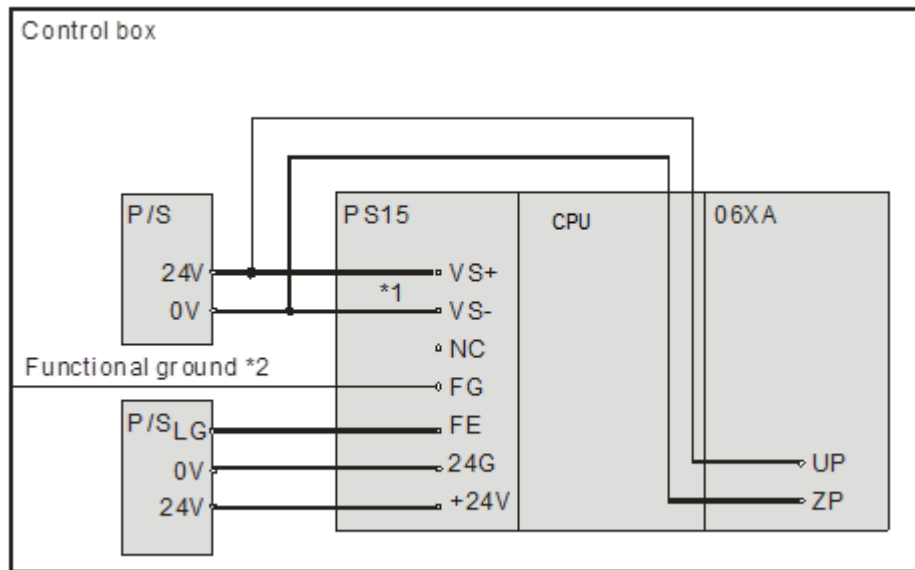 Control box
P/S
24V
0V
PS15
*1
VS+
VS-
NC
FG
FE
24G
+24V
CPU
06XA
UP
ZP
Functional ground *2
P/S
LG
0V
24V